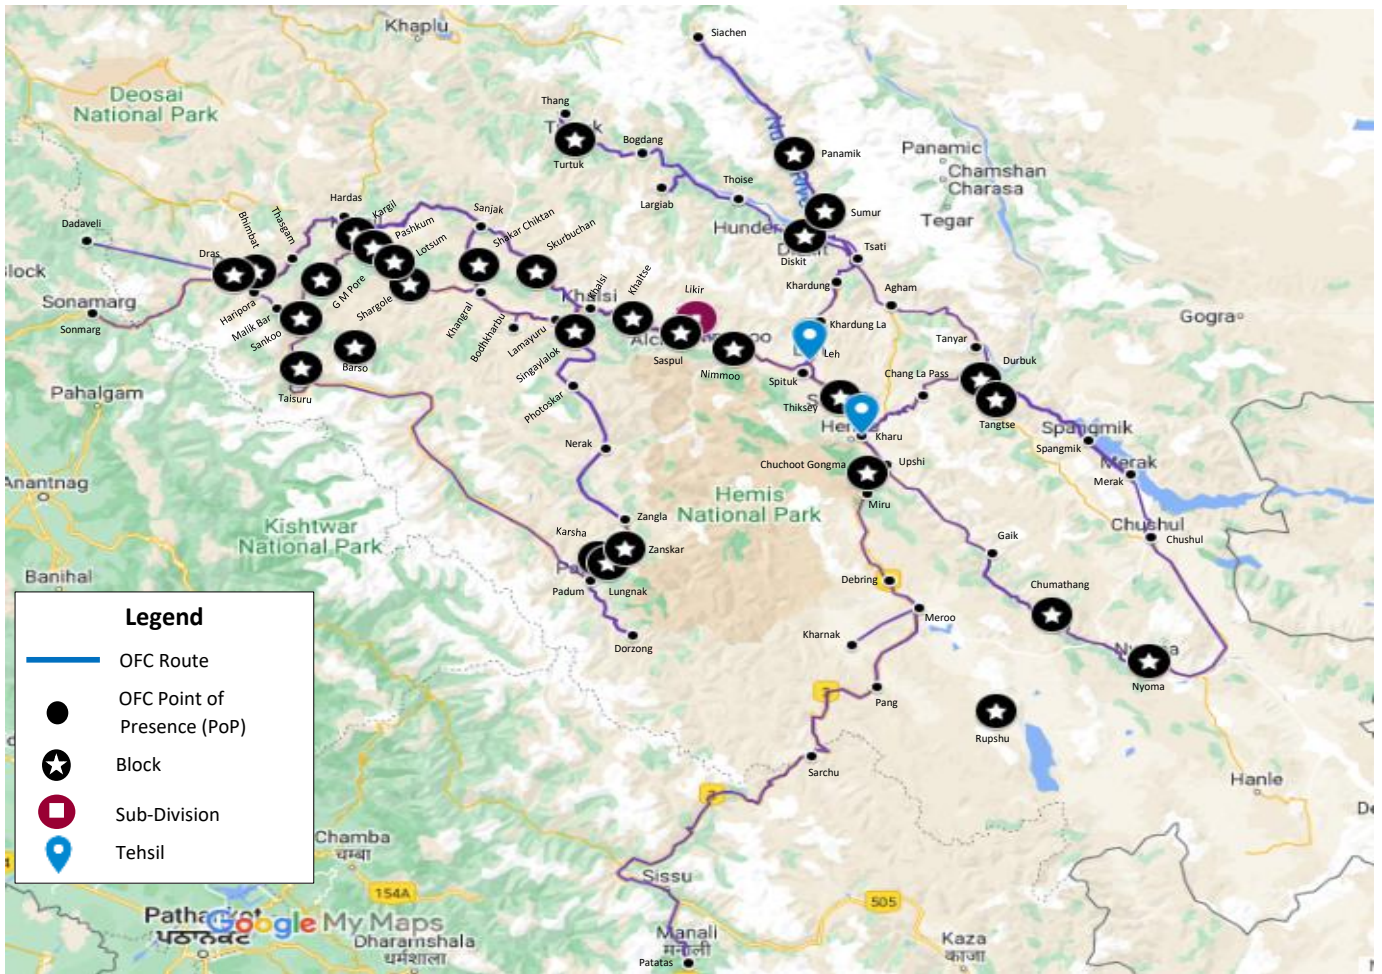 Khaplu
Siachen
Deosai
National Park
Thang
Turtuk
Bogdang
Panamik
Panamic
Chamshan
Charasa
Tegar
Largiab
Thoise
Sumur
Hunder
Diskit
Tsati
Hardas
Kargil
Pashkum
Lotsum
Sanjak
Shakar Chiktan
Skurbuchan
Dadaveli
Bhimbat
Thasgam
Dras
Block
Sonamarg
Sonmarg
Haripora
Malik Bar
Sankoo
G M Pore
Shargole
Khangral
Bodhkharbu
Lamayuru
Singaylalok
Khalsi
Khalsi
Khaltse
Likir
Saspul
Nimmoo
Khardung
Agham
Khardung La
Leh
Gogra
Tanyar
Durbuk
Barso
Taisuru
Pahalgam
Photoskar
Spituk
Thiksey
Chang La Pass
Tangtse
Kharu
Spangmik
Spangmik
Merak
Merak
Nerak
Chuchoot Gongma
Upshi
Miru
Anantnag
Hemis
National Park
Kishtwar
National Park
Zangla
Karsha
Zanskar
Padum
Lungnak
Dorzong
Chushul
Chushul
Gaik
Banihal
Debring
Chumathang
Meroo
Kharnak
Nyoma
Pang
Rupshu
Sarchu
Hanle
Legend
OFC Route
OFC Point of
Presence (PoP)
Block
Sub-Division
Tehsil
Chamba
चम्बा
154A
Sissu
505
Google My Maps
Dharamshala
धर्मशाला
Manali
मनाली
Patatas
Kaza
काजा